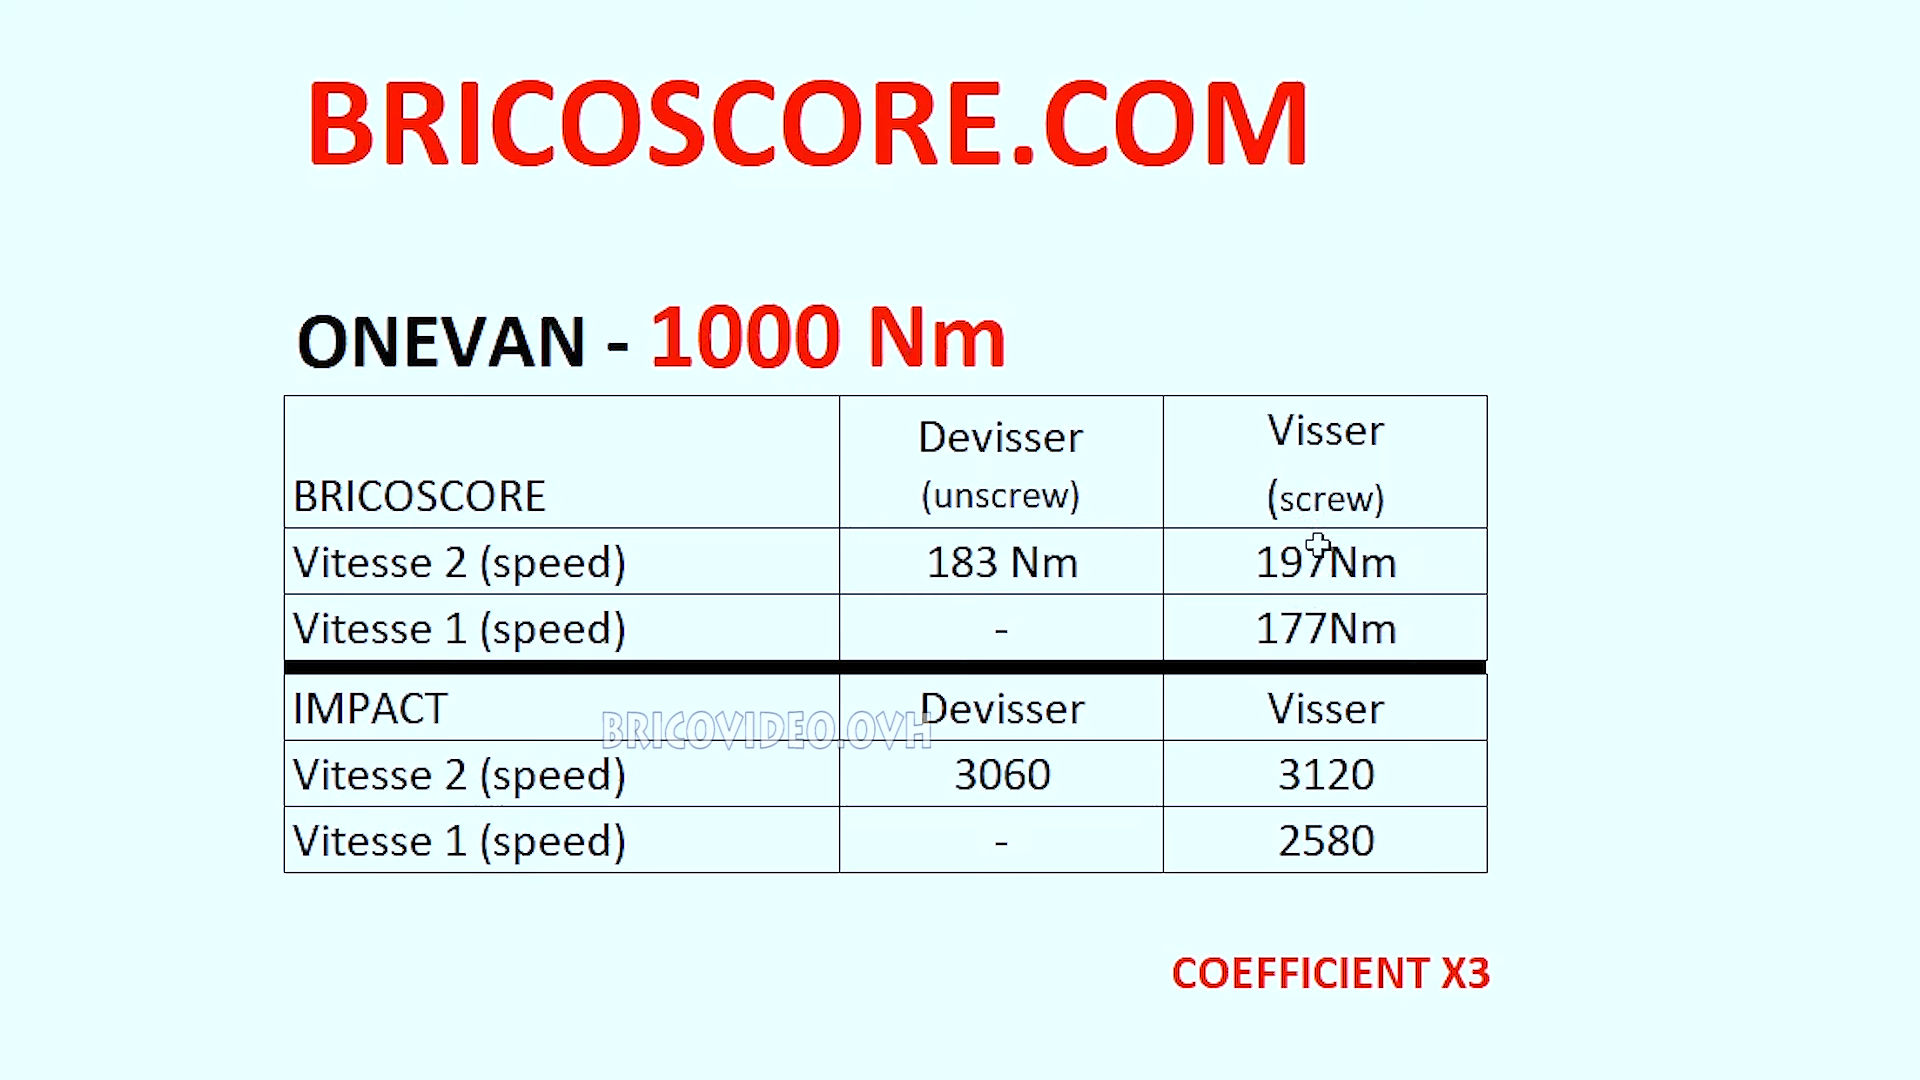 BRICOSCORE.COM
ONEVAN - 1000 Nm
BRICOSCORE Devisser (unscrew) Visser (screw)
Vitesse 2 (speed) 183 Nm 197Nm
Vitesse 1 (speed) - 177Nm
IMPACT Devisser Visser
BRICOVIDEO.OVH
Vitesse 2 (speed) 3060 3120
Vitesse 1 (speed) - 2580
COEFFICIENT X3